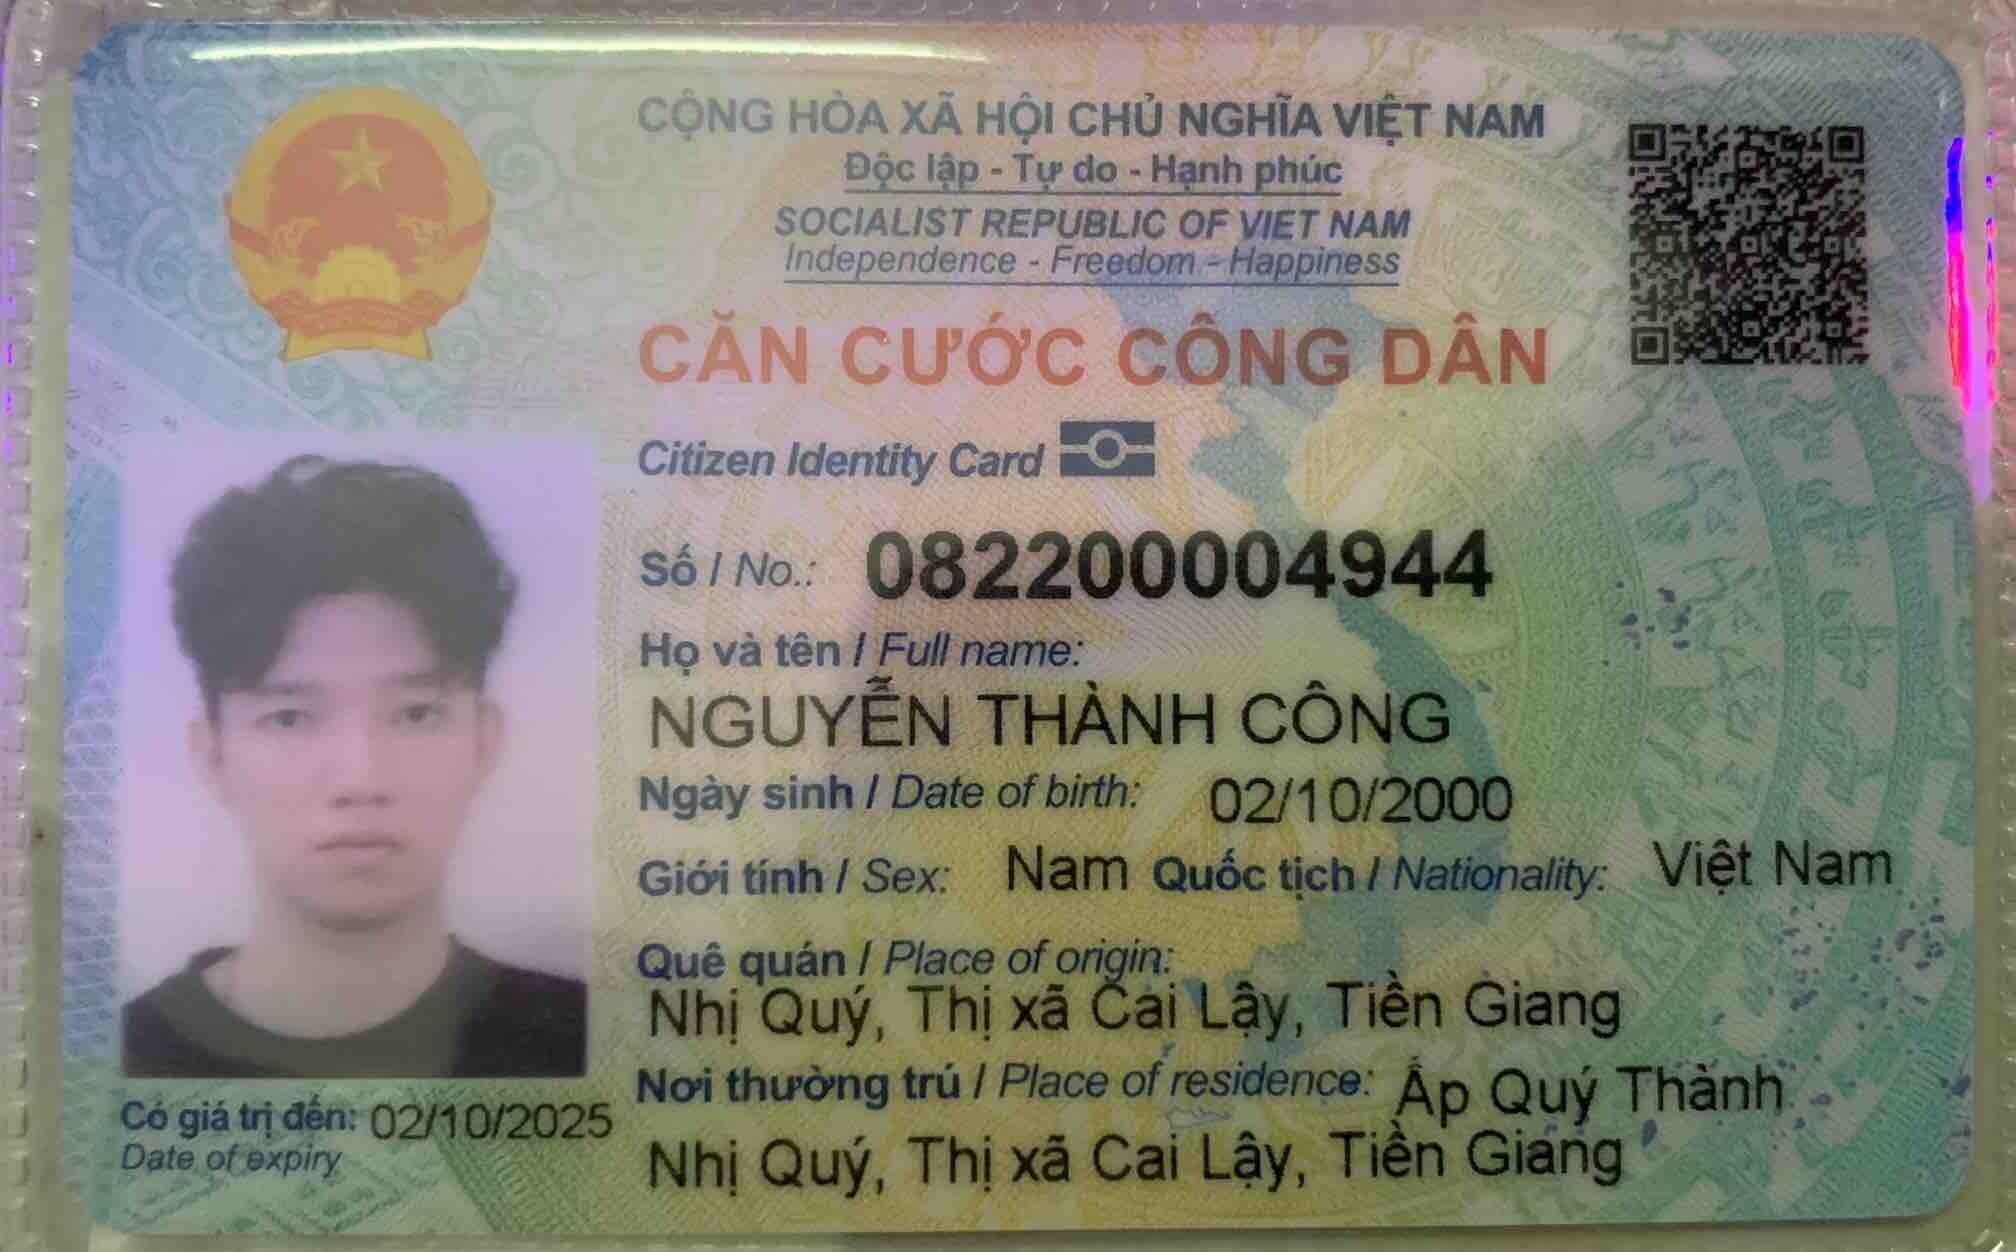 CỘNG HÒA XÃ HỘI CHỦ NGHĨA VIỆT NAM
Độc lập - Tự do - Hạnh phúc
SOCIALIST REPUBLIC OF VIET NAM
Independence - Freedom - Happiness
CĂN CƯỚC CÔNG DÂN
Citizen Identity Card
Số / No.: 082200004944
Họ và tên / Full name:
NGUYỄN THÀNH CÔNG
Ngày sinh / Date of birth: 02/10/2000
Giới tính / Sex: Nam Quốc tịch / Nationality: Việt Nam
Quê quán / Place of origin:
Nhị Quý, Thị xã Cai Lậy, Tiền Giang
Nơi thường trú / Place of residence: Ấp Quý Thành
Nhị Quý, Thị xã Cai Lậy, Tiền Giang
Có giá trị đến: 02/10/2025
Date of expiry